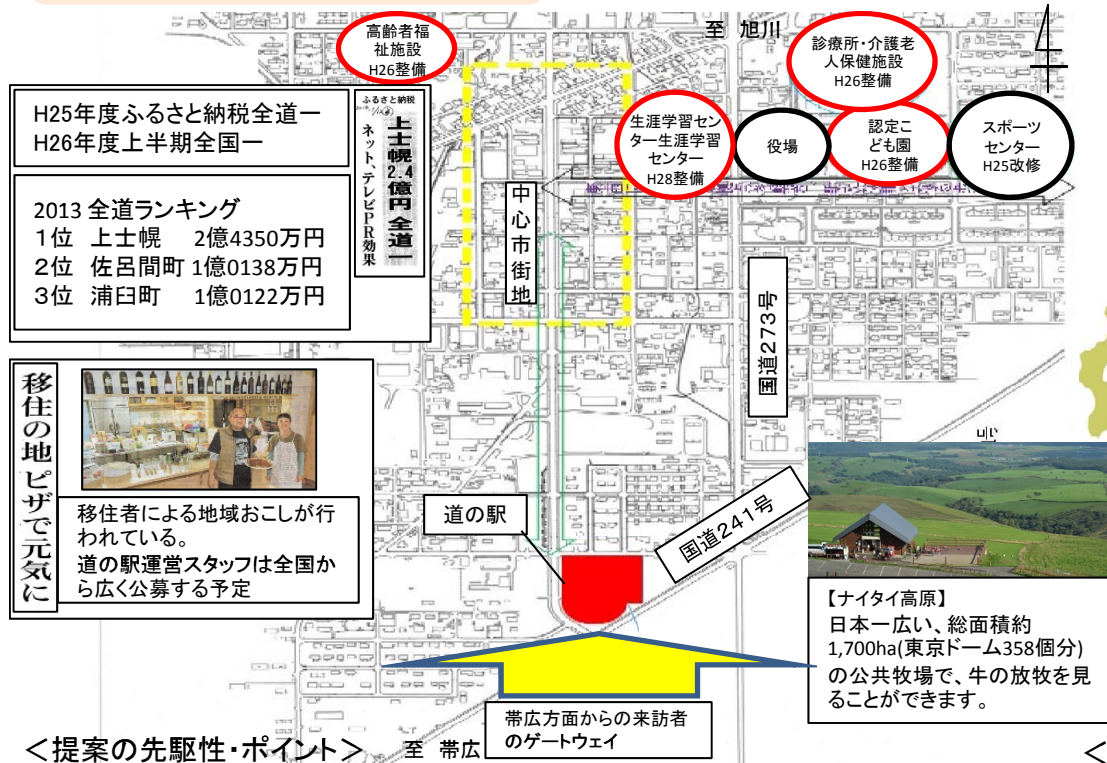 高齢者福
祉施設
H26整備
至 旭川
診療所・介護老
人保健施設
H26整備
H25年度ふるさと納税全道一
H26年度上半期全国一
ふるさと納税
上士幌2.4億円 全道一
ネット、テレビPR効果
生涯学習セン
ター生涯学習
センター
H28整備
役場
認定こ
ども園
H26整備
スポーツ
センター
H25改修
2013 全道ランキング
1位 上士幌 2億4350万円
2位 佐呂間町 1億0138万円
3位 浦臼町 1億0122万円
中心市街地
国道273号
移住の地 ピザで元気に
移住者による地域おこしが行
われている。
道の駅運営スタッフは全国か
ら広く公募する予定
道の駅
国道241号
【ナイタイ高原】
日本一広い、総面積約
1,700ha(東京ドーム358個分)
の公共牧場で、牛の放牧を見
ることができます。
帯広方面からの来訪者
のゲートウェイ
至 帯広
＜提案の先駆性・ポイント＞
＜